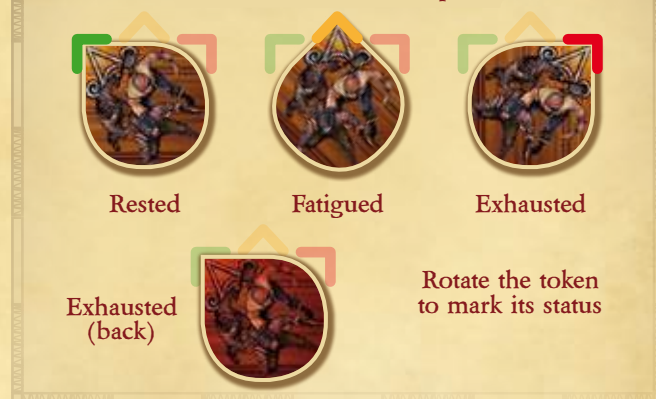 Rested
Fatigued
Exhausted
Exhausted
(back)
Rotate the token
to mark its status